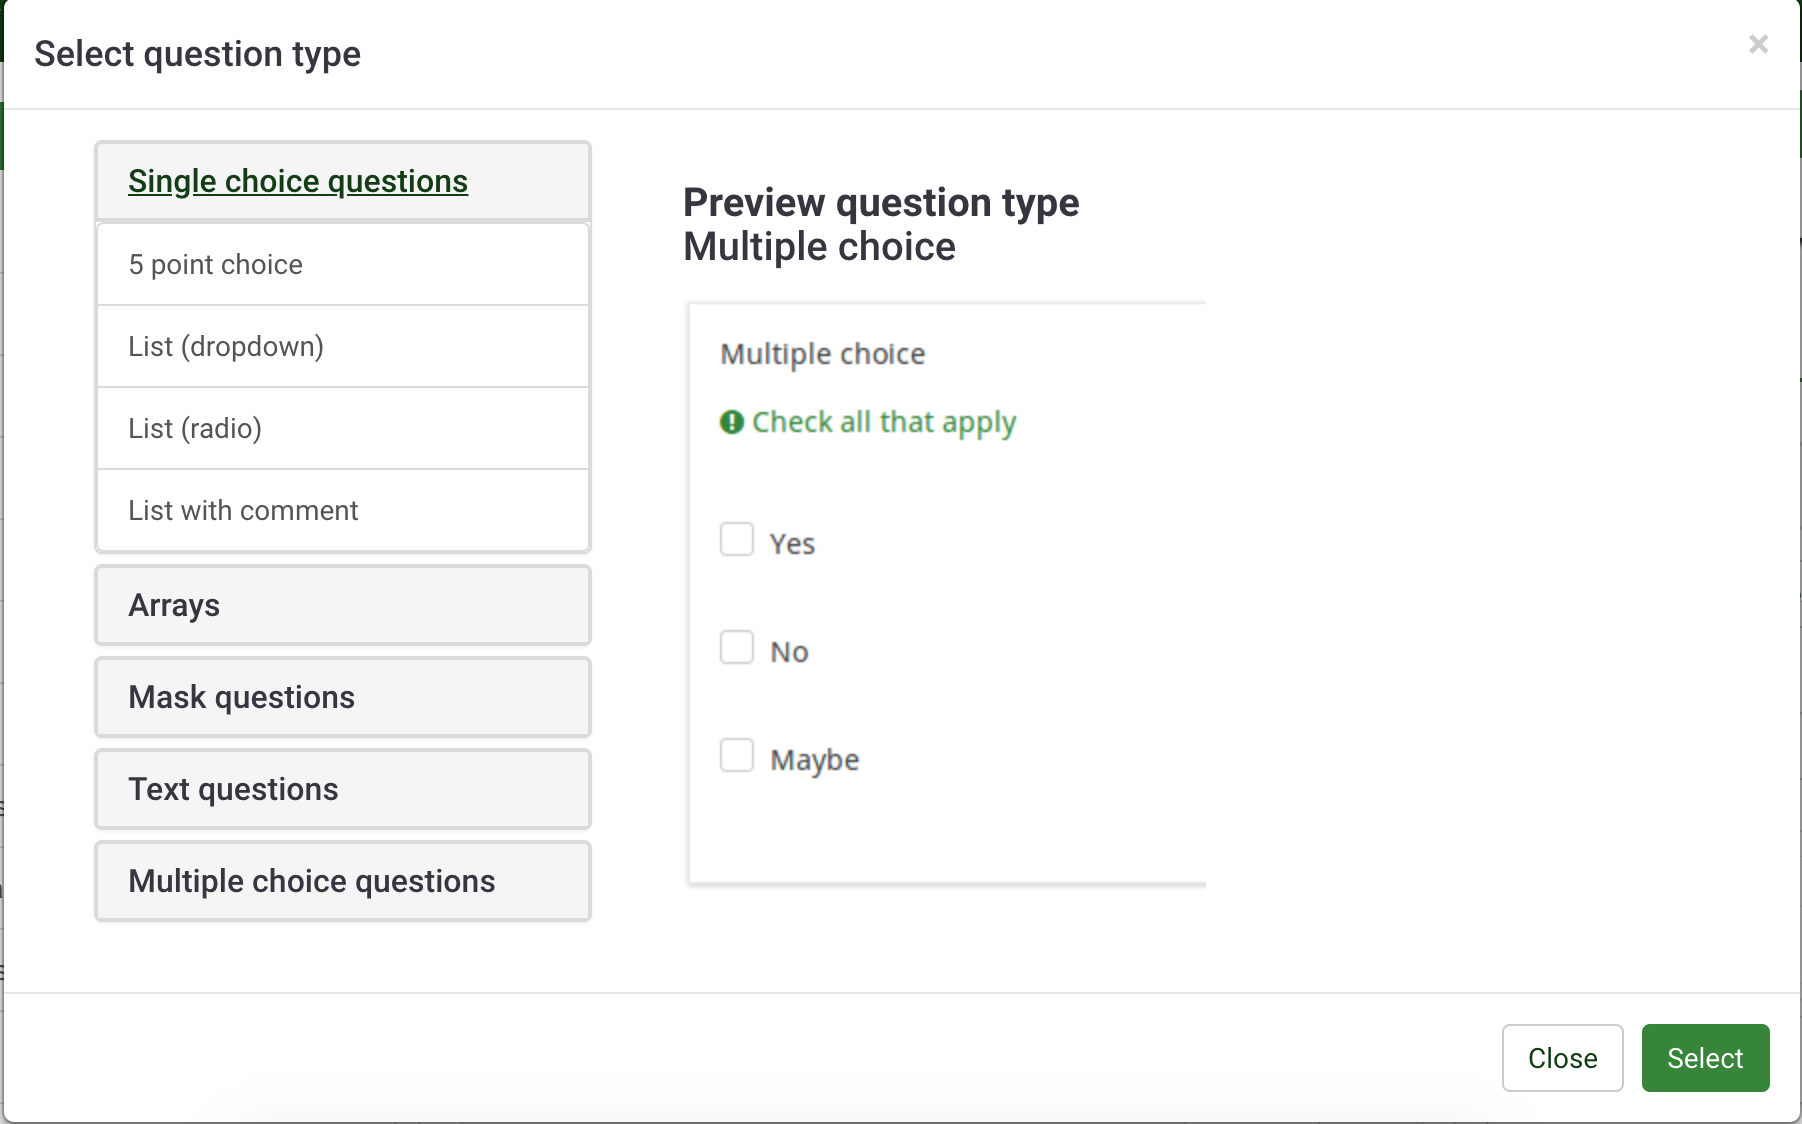 Select question type
×
Single choice questions
5 point choice
List (dropdown)
List (radio)
List with comment
Arrays
Mask questions
Text questions
Multiple choice questions
Preview question type
Multiple choice
Multiple choice
Check all that apply
Yes
No
Maybe
Close
Select